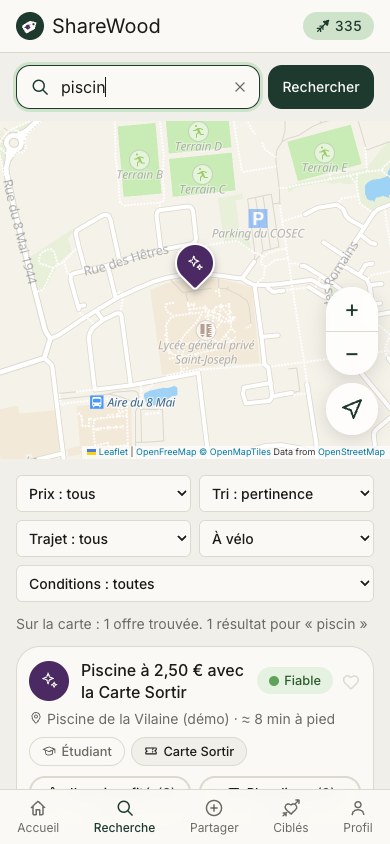 ShareWood
335
piscin
Rechercher
Terrain D
Terrain E
Terrain B
Terrain C
Rue du 8 Mai 1944
Parking du COSEC
Rue des Hêtres
Romains
+
−
Lycée général privé
Saint-Joseph
Aire du 8 Mai
Leaflet | OpenFreeMap © OpenMapTiles Data from OpenStreetMap
Prix : tous
Tri : pertinence
Trajet : tous
À vélo
Conditions : toutes
Sur la carte : 1 offre trouvée. 1 résultat pour « piscin »
Piscine à 2,50 € avec
la Carte Sortir
Fiable
Piscine de la Vilaine (démo) · ≈ 8 min à pied
Étudiant
Carte Sortir
Accueil
Recherche
Partager
Ciblés
Profil